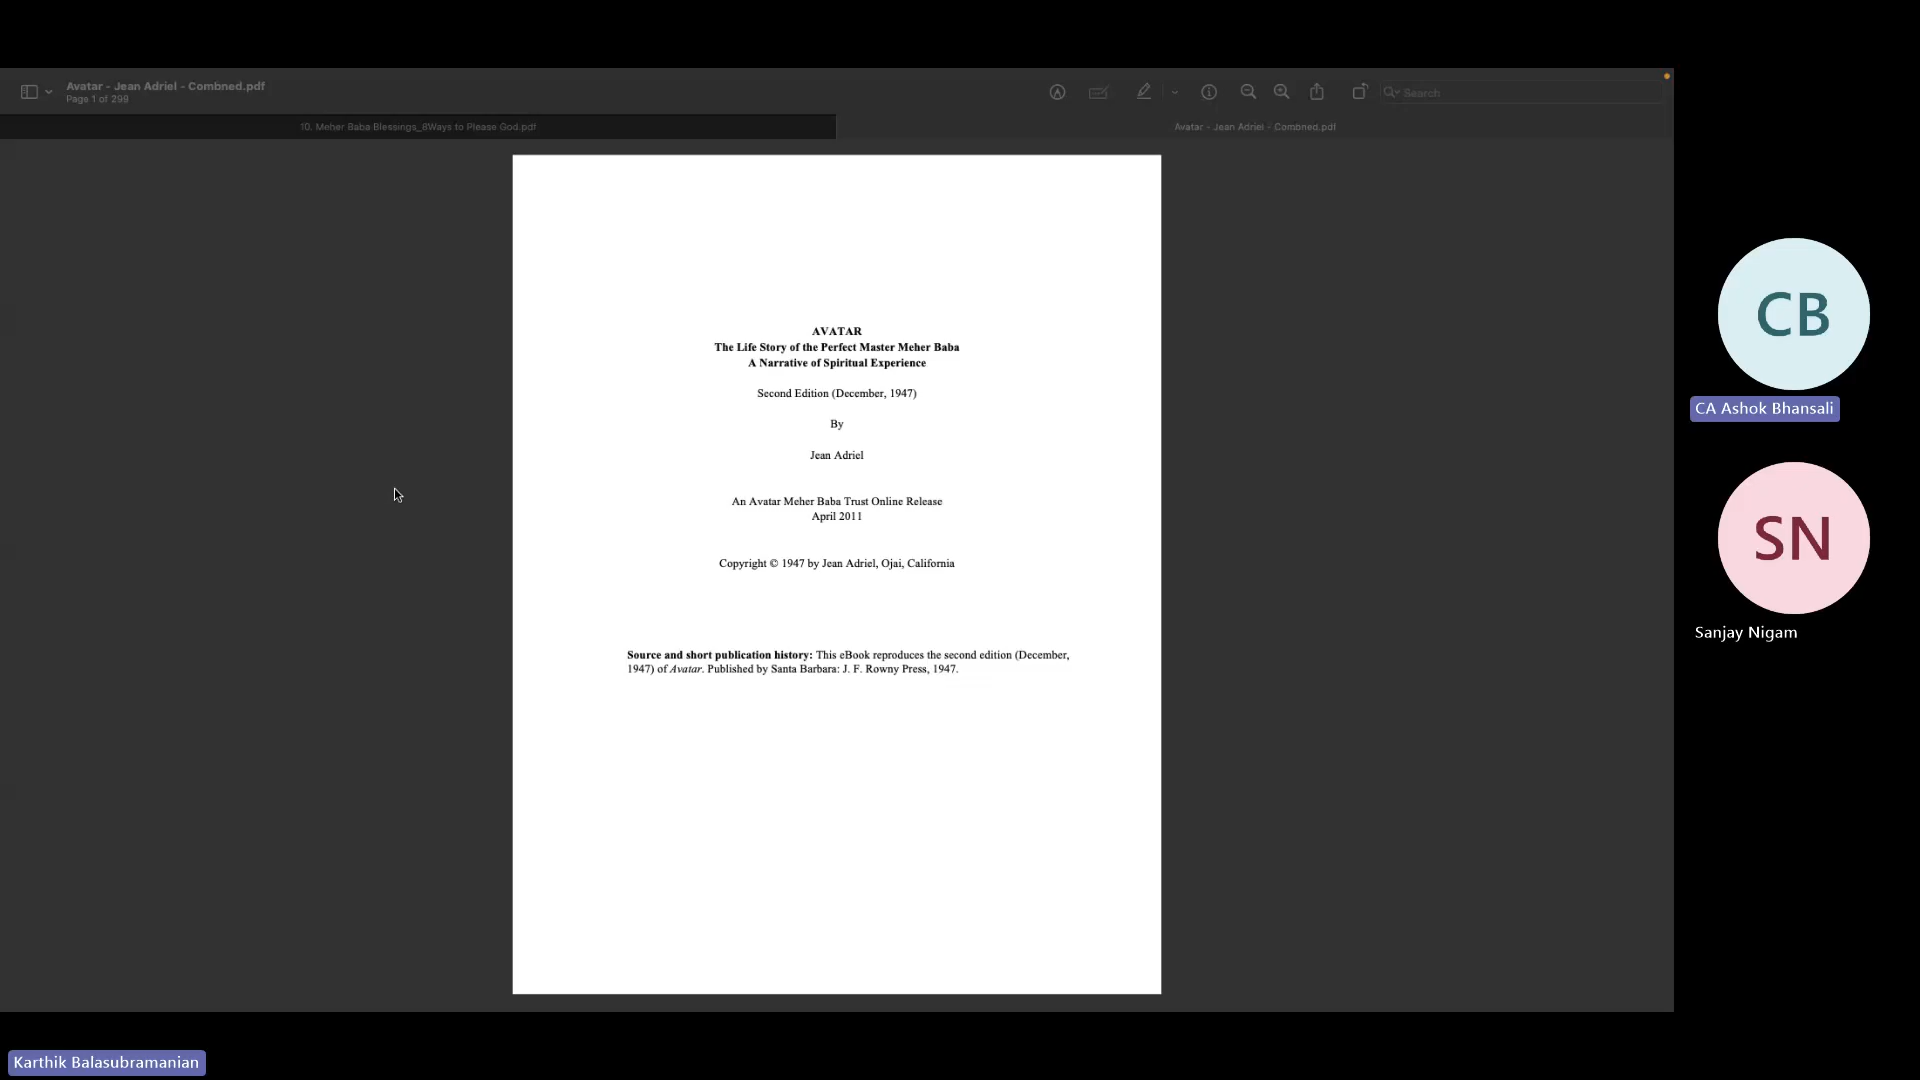 Avatar - Jean Adriel - Combned.pdf
Page 1 of 299
Search
10. Meher Baba Blessings_8Ways to Please God.pdf
Avatar - Jean Adriel - Combned.pdf
AVATAR
The Life Story of the Perfect Master Meher Baba
A Narrative of Spiritual Experience
Second Edition (December, 1947)
By
Jean Adriel
An Avatar Meher Baba Trust Online Release
April 2011
Copyright © 1947 by Jean Adriel, Ojai, California
Source and short publication history: This eBook reproduces the second edition (December,
1947) of Avatar. Published by Santa Barbara: J. F. Rowny Press, 1947.
CB
CA Ashok Bhansali
SN
Sanjay Nigam
Karthik Balasubramanian